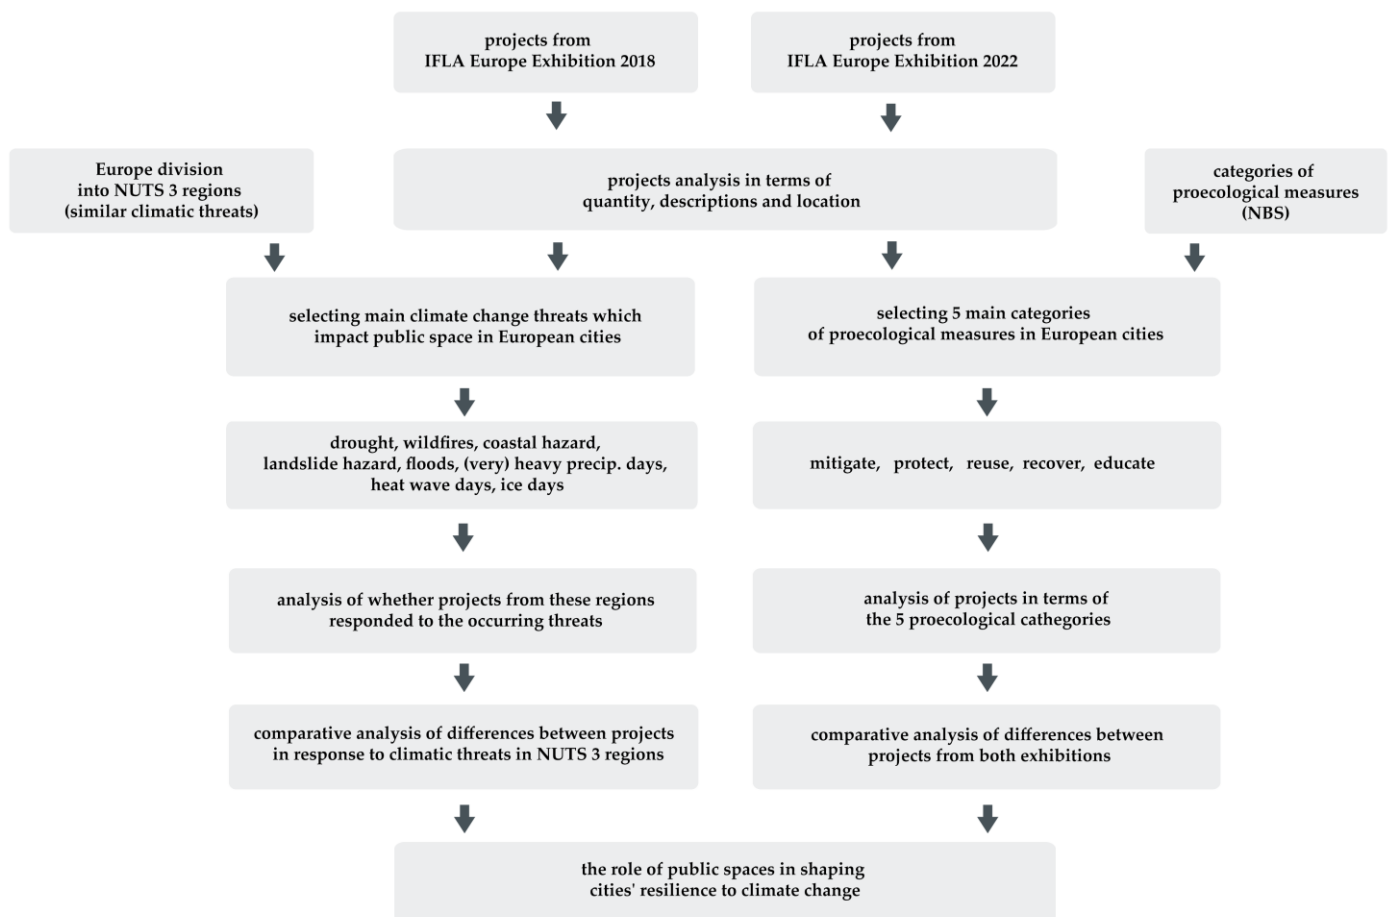 projects from
IFLA Europe Exhibition 2018
projects from
IFLA Europe Exhibition 2022
Europe division
into NUTS 3 regions
(similar climatic threats)
projects analysis in terms of
quantity, descriptions and location
categories of
proecological measures
(NBS)
selecting main climate change threats which
impact public space in European cities
selecting 5 main categories
of proecological measures in European cities
drought, wildfires, coastal hazard,
landslide hazard, floods, (very) heavy precip. days,
heat wave days, ice days
mitigate, protect, reuse, recover, educate
analysis of whether projects from these regions
responded to the occurring threats
analysis of projects in terms of
the 5 proecological cathegories
comparative analysis of differences between projects
in response to climatic threats in NUTS 3 regions
comparative analysis of differences between
projects from both exhibitions
the role of public spaces in shaping
cities' resilience to climate change